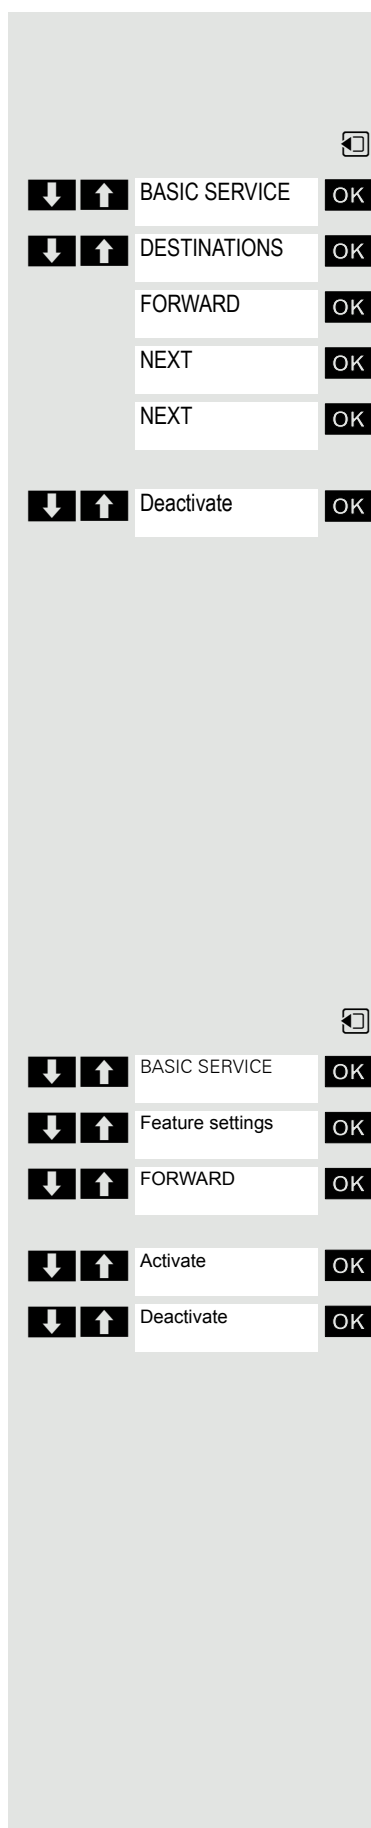 BASIC SERVICE OK
DESTINATIONS OK
FORWARD OK
NEXT OK
NEXT OK
Deactivate OK
BASIC SERVICE OK
Feature settings OK
FORWARD OK
Activate OK
Deactivate OK